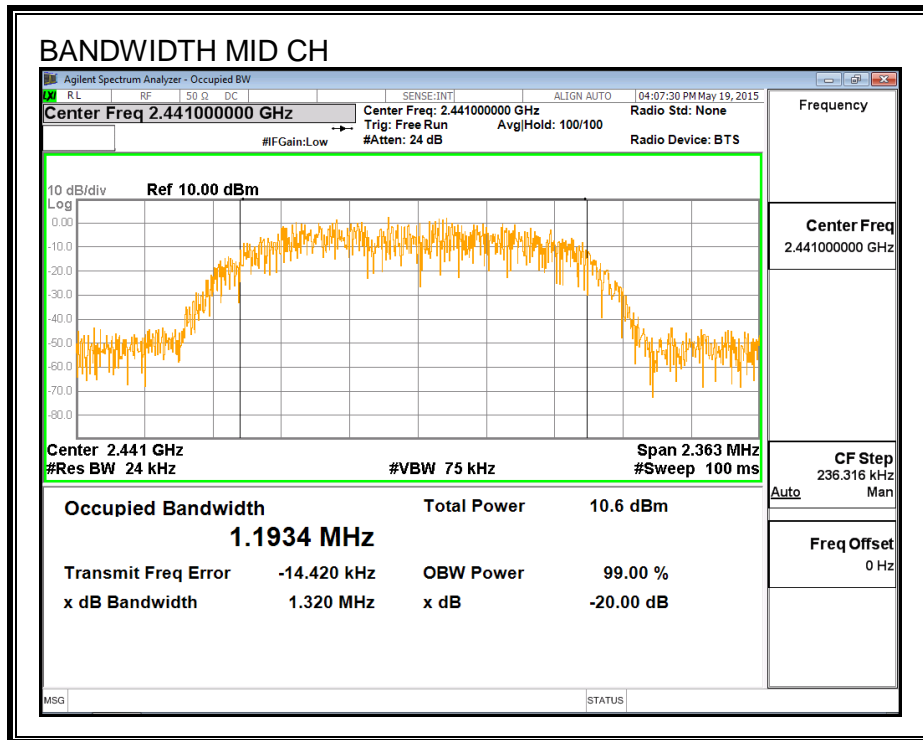 BANDWIDTH MID CH
Agilent Spectrum Analyzer - Occupied BW
LXI RL RF 50 Ω DC SENSE:INT ALIGN AUTO 04:07:30 PM May 19, 2015
Center Freq 2.441000000 GHz
Center Freq: 2.441000000 GHz
Radio Std: None
Trig: Free Run Avg|Hold: 100/100
#IFGain:Low
#Atten: 24 dB
Radio Device: BTS
10 dB/div Ref 10.00 dBm
Log
0.00
-10.0
-20.0
-30.0
-40.0
-50.0
-60.0
-70.0
-80.0
Center 2.441 GHz
Span 2.363 MHz
#Res BW 24 kHz
#VBW 75 kHz
#Sweep 100 ms
Occupied Bandwidth
Total Power 10.6 dBm
1.1934 MHz
Transmit Freq Error -14.420 kHz
OBW Power 99.00 %
x dB Bandwidth 1.320 MHz
x dB -20.00 dB
MSG
STATUS
Frequency
Center Freq
2.441000000 GHz
CF Step
236.316 kHz
Auto Man
Freq Offset
0 Hz